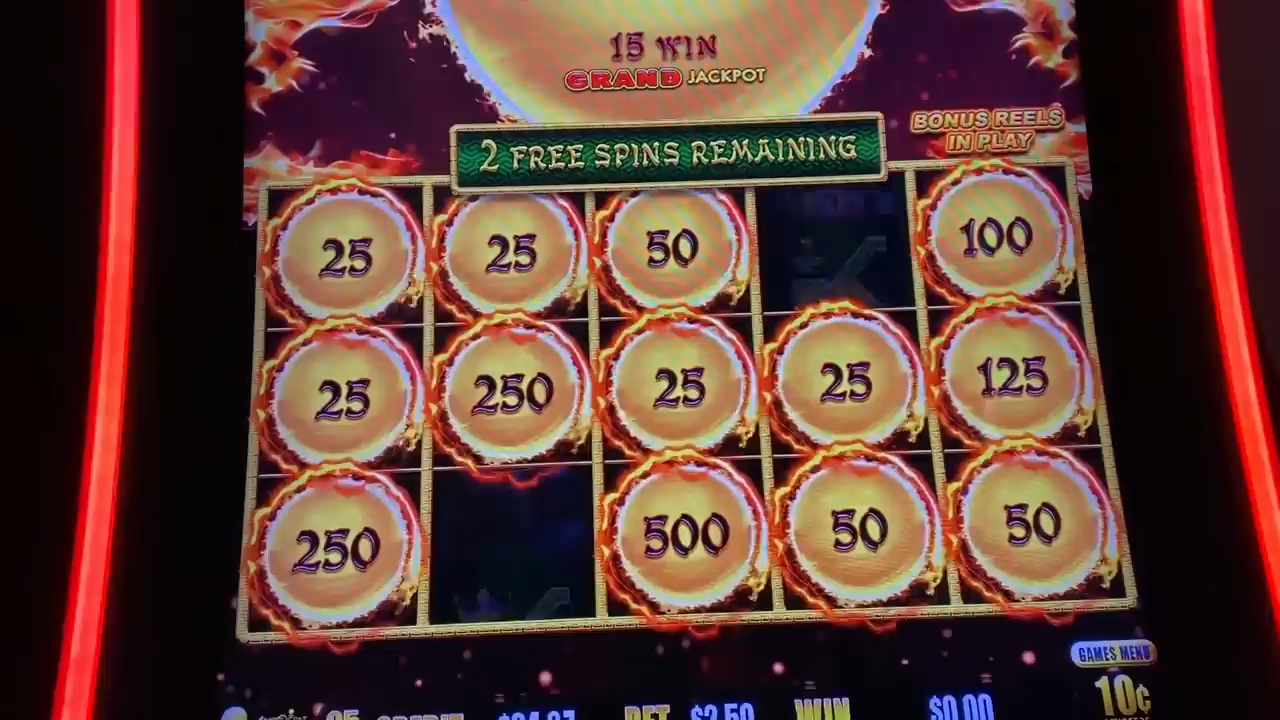 15 WIN
GRAND JACKPOT
2 FREE SPINS REMAINING
BONUS REELS
IN PLAY
25 25 50 100
25 250 25 25 125
250 500 50 50
GAMES MENU
10¢
CREDIT BET $2.50 WIN $0.00